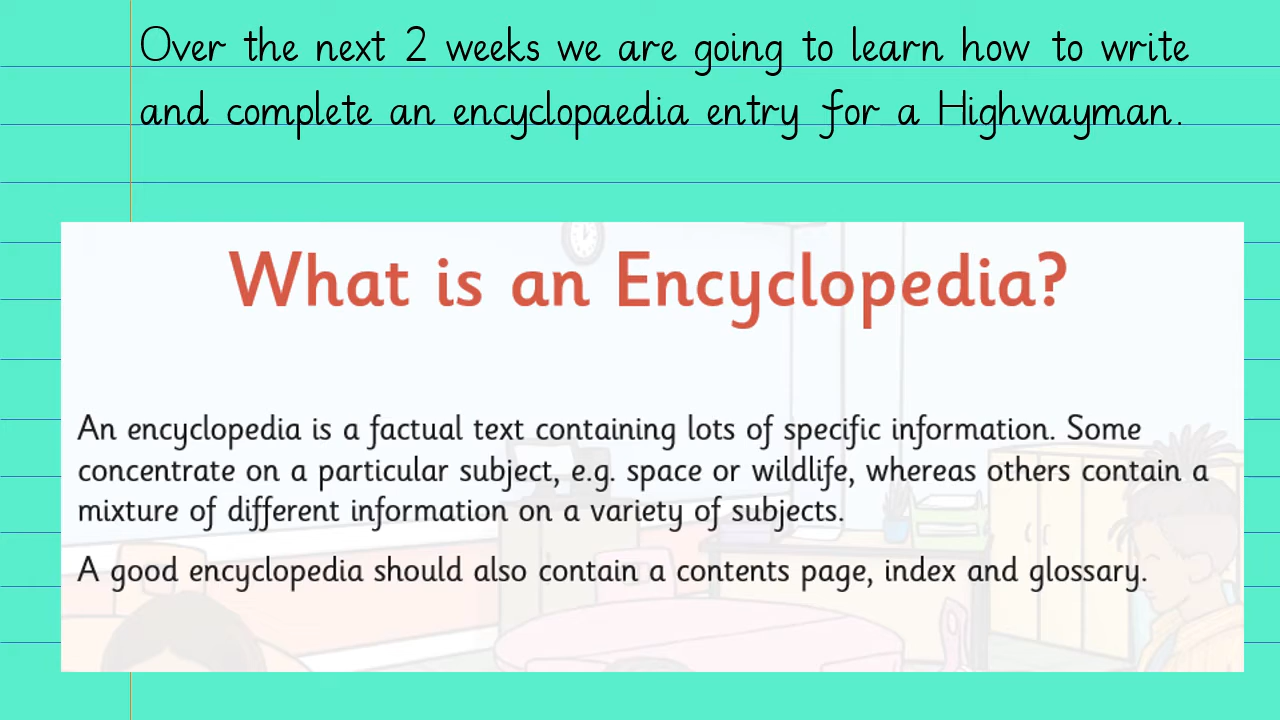 Over the next 2 weeks we are going to learn how to write
and complete an encyclopaedia entry for a Highwayman.
What is an Encyclopedia?
An encyclopedia is a factual text containing lots of specific information. Some
concentrate on a particular subject, e.g. space or wildlife, whereas others contain a
mixture of different information on a variety of subjects.
A good encyclopedia should also contain a contents page, index and glossary.